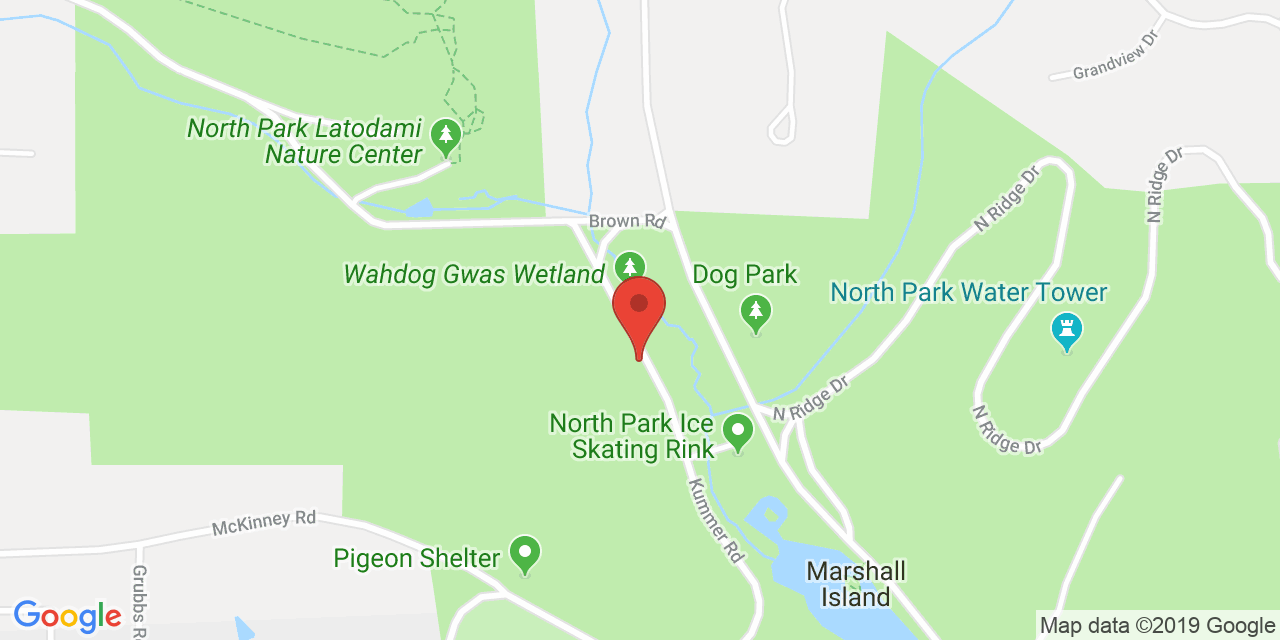 Grandview Dr
North Park Latodami
Nature Center
N Ridge Dr
N Ridge Dr
Brown Rd
Wahdog Gwas Wetland
Dog Park
North Park Water Tower
N Ridge Dr
N Ridge Dr
North Park Ice
Skating Rink
McKinney Rd
Kummer Rd
Pigeon Shelter
Marshall
Island
Grubbs R
Google
Map data ©2019 Google